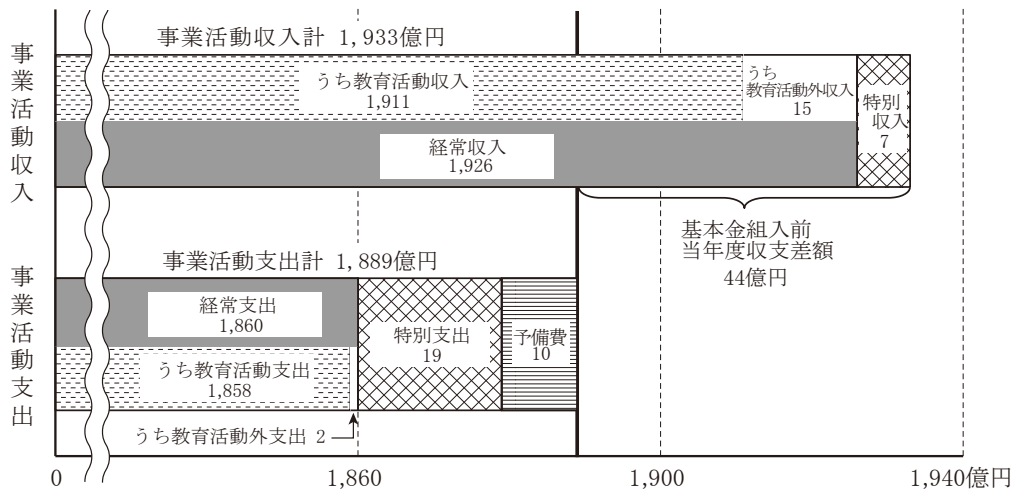 事業活動収入
事業活動収入計 1,933億円
うち教育活動収入
1,911
うち
教育活動外収入
15
特別
収入
7
経常収入
1,926
基本金組入前
当年度収支差額
44億円
事業活動支出
事業活動支出計 1,889億円
経常支出
1,860
特別支出
19
予備費
10
うち教育活動支出
1,858
うち教育活動外支出 2
0
1,860
1,900
1,940億円